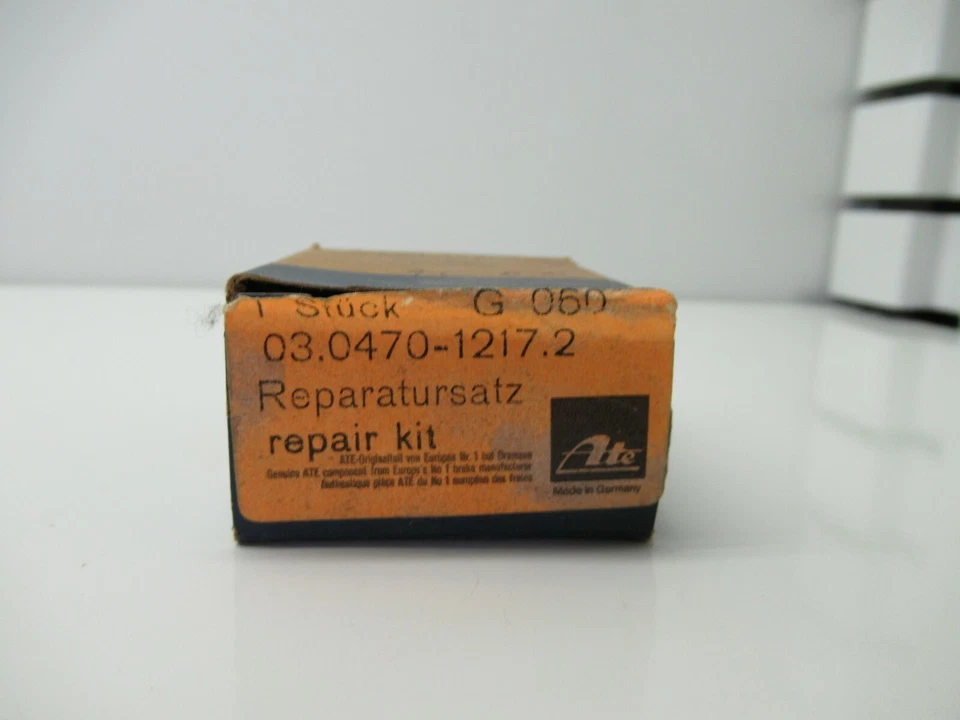 1 Stück G 060
03.0470-1217.2
Reparatursatz
repair kit
ATE-Originalteil von Europas Nr. 1 bei Bremsen
Genuine ATE component from Europe's No 1 brake manufacturer
Authentique pièce ATE du No 1 européen des freins
Ate
Made in Germany